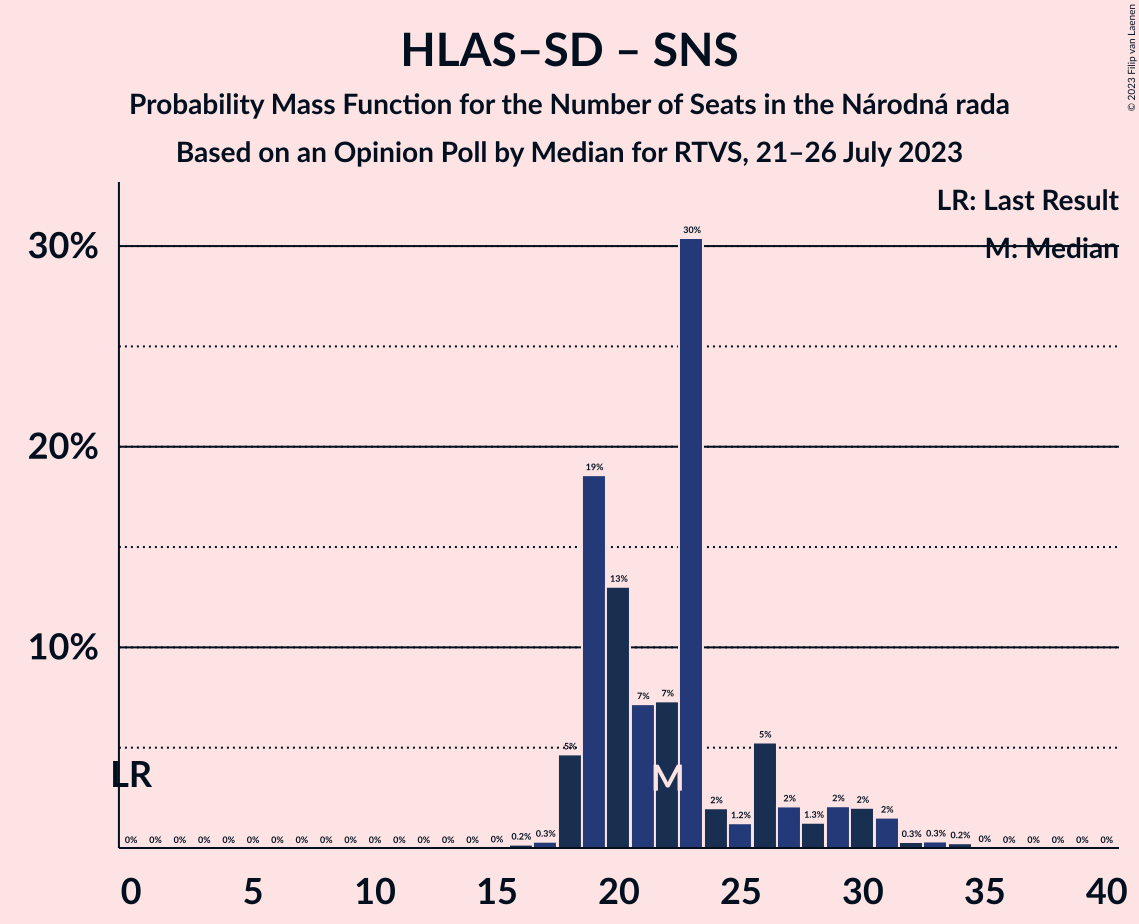 HLAS–SD – SNS
Probability Mass Function for the Number of Seats in the Národná rada
Based on an Opinion Poll by Median for RTVS, 21–26 July 2023
© 2023 Filip van Laenen
LR: Last Result
M: Median
30%
20%
10%
30%
19%
13%
7% 7%
5% 5%
LR
M
0% 0% 0% 0% 0% 0% 0% 0% 0% 0% 0% 0% 0% 0% 0% 0% 0.2% 0.3% 2% 1.2% 2% 1.3% 2% 2% 2% 0.3% 0.3% 0.2% 0% 0% 0% 0% 0% 0%
0 5 10 15 20 25 30 35 40